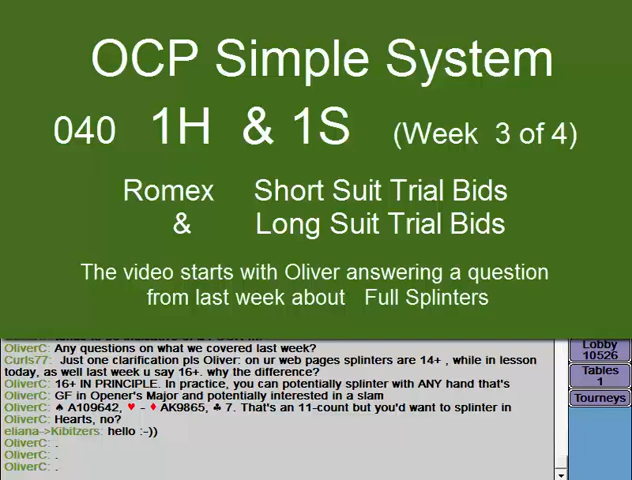 OCP Simple System
040 1H & 1S (Week 3 of 4)
Romex Short Suit Trial Bids
& Long Suit Trial Bids
The video starts with Oliver answering a question
from last week about Full Splinters
OliverC: Any questions on what we covered last week?
Curls77: Just one clarification pls Oliver: on ur web pages splinters are 14+ , while in lesson
today, as well last week u say 16+. why the difference?
OliverC: 16+ IN PRINCIPLE. In practice, you can potentially splinter with ANY hand that's
OliverC: GF in Opener's Major and potentially interested in a slam
OliverC: ♠ A109642, ♥ - ♦ AK9865, ♣ 7. That's an 11-count but you'd want to splinter in
OliverC: Hearts, no?
eliana->Kibitzers: hello :-))
OliverC: .
OliverC: .
OliverC: .
Lobby
10526
Tables
1
Tourneys